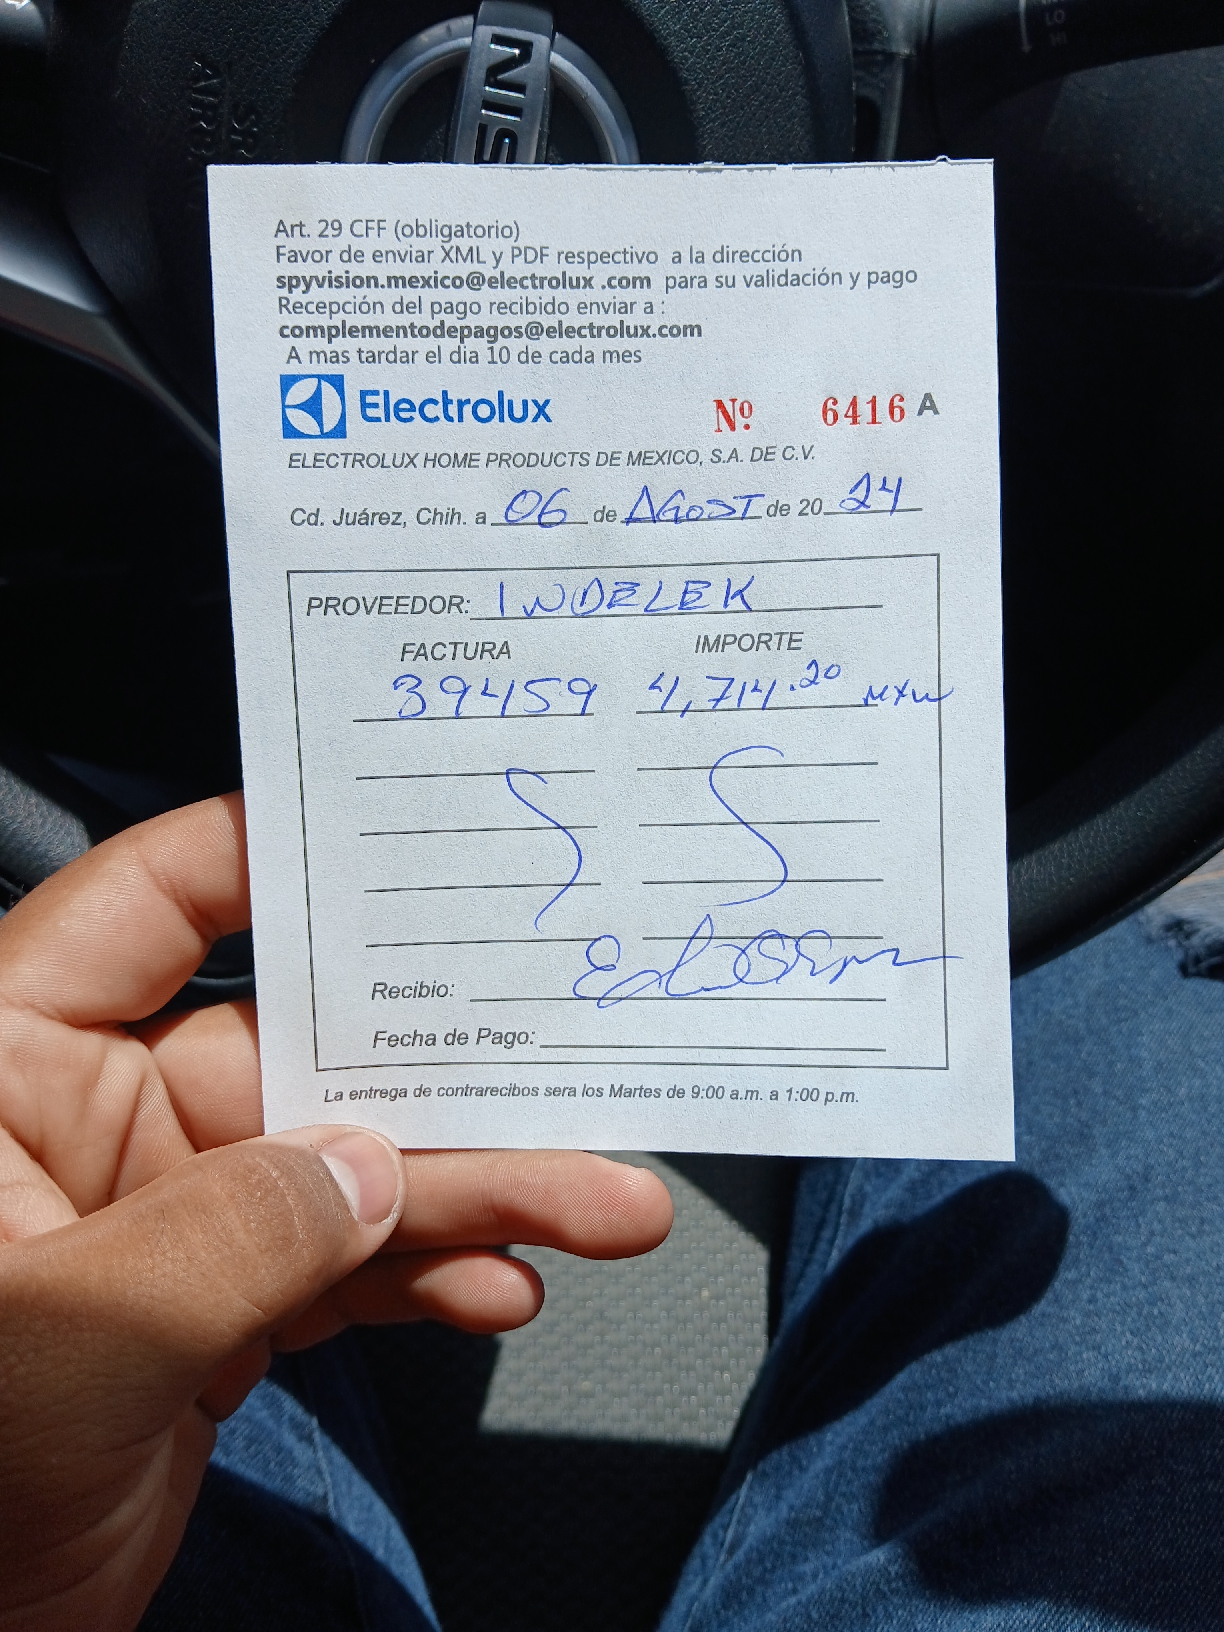 LO
HI
NIS
AIRBA
Art. 29 CFF (obligatorio)
Favor de enviar XML y PDF respectivo a la dirección
spyvision.mexico@electrolux .com para su validación y pago
Recepción del pago recibido enviar a :
complementodepagos@electrolux.com
A mas tardar el dia 10 de cada mes
Electrolux Nº 6416 A
ELECTROLUX HOME PRODUCTS DE MEXICO, S.A. DE C.V.
Cd. Juárez, Chih. a 06 de AGOST de 20 24
PROVEEDOR: INDELEK
FACTURA IMPORTE
39459 4,714.20 MXN
Recibio:
Fecha de Pago:
La entrega de contrarecibos sera los Martes de 9:00 a.m. a 1:00 p.m.